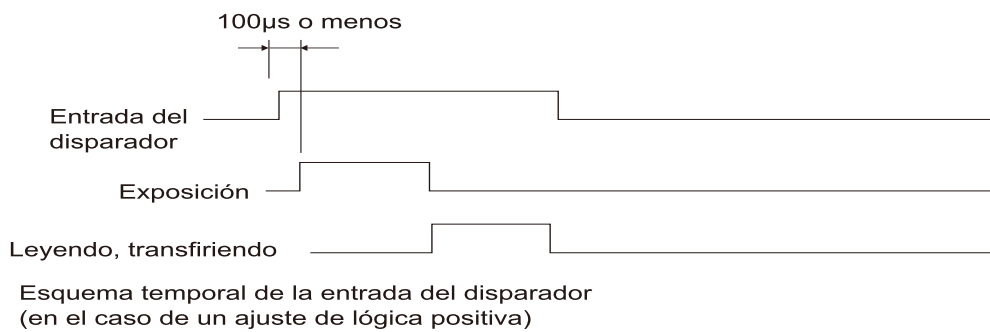 100μs o menos
Entrada del
disparador
Exposición
Leyendo, transfiriendo
Esquema temporal de la entrada del disparador
(en el caso de un ajuste de lógica positiva)